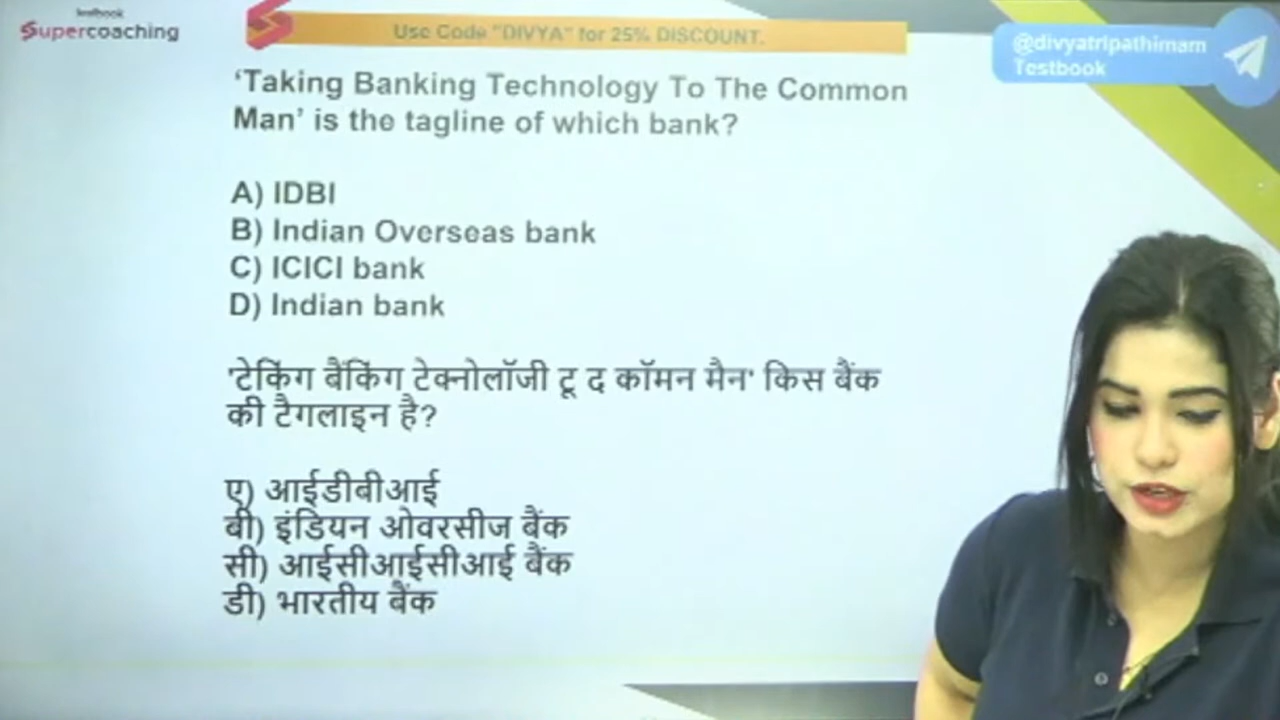 testbook
Supercoaching
Use Code "DIVYA" for 25% DISCOUNT.
@divyatripathimam
Testbook
‘Taking Banking Technology To The Common
Man’ is the tagline of which bank?
A) IDBI
B) Indian Overseas bank
C) ICICI bank
D) Indian bank
'टेकिंग बैंकिंग टेक्नोलॉजी टू द कॉमन मैन' किस बैंक
की टैगलाइन है?
ए) आईडीबीआई
बी) इंडियन ओवरसीज बैंक
सी) आईसीआईसीआई बैंक
डी) भारतीय बैंक